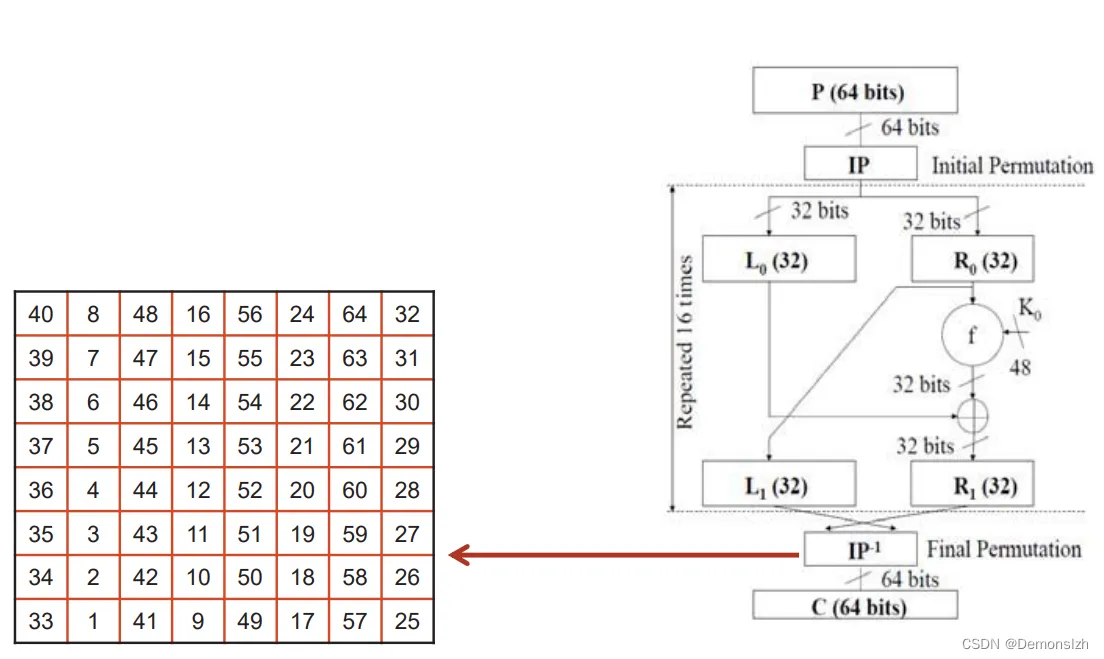 P (64 bits)
64 bits
IP
Initial Permutation
32 bits
32 bits
L0 (32)
R0 (32)
Repeated 16 times
K0
f
48
32 bits
32 bits
L1 (32)
R1 (32)
IP-1
Final Permutation
64 bits
C (64 bits)
40 8 48 16 56 24 64 32
39 7 47 15 55 23 63 31
38 6 46 14 54 22 62 30
37 5 45 13 53 21 61 29
36 4 44 12 52 20 60 28
35 3 43 11 51 19 59 27
34 2 42 10 50 18 58 26
33 1 41 9 49 17 57 25
CSDN @Demonslzh